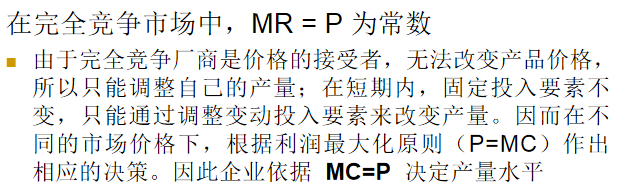 在完全竞争市场中，MR = P 为常数
由于完全竞争厂商是价格的接受者，无法改变产品价格，
所以只能调整自己的产量；在短期内，固定投入要素不
变，只能通过调整变动投入要素来改变产量。因而在不
同的市场价格下，根据利润最大化原则（P=MC）作出
相应的决策。因此企业依据 MC=P 决定产量水平